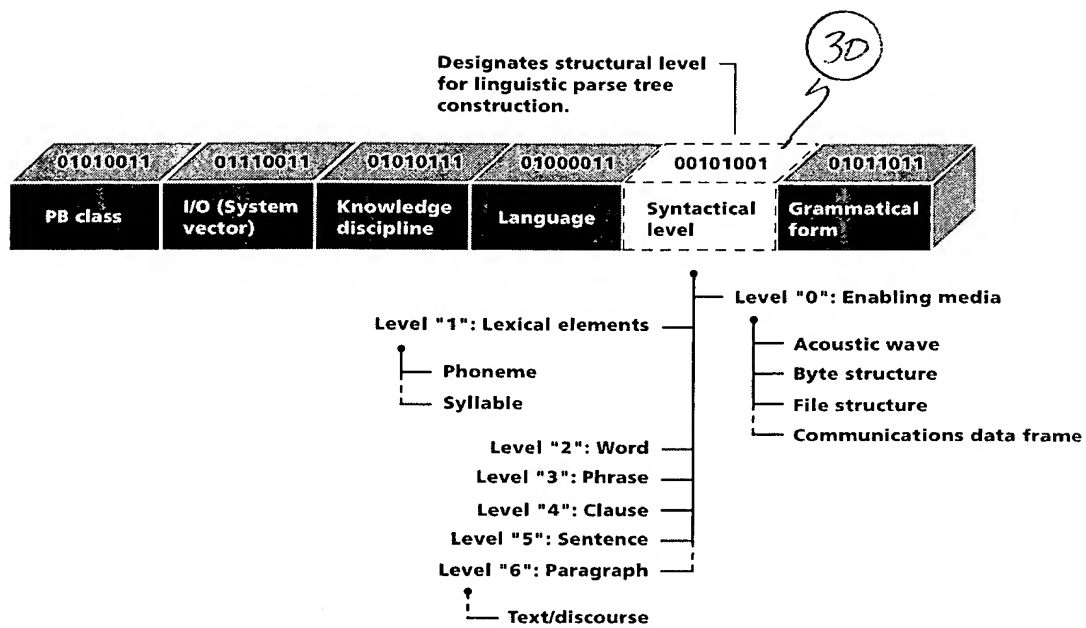 3D
Designates structural level
for linguistic parse tree
construction.
01010011 01110011 01010111 01000011 00101001 01011011
PB class
I/O (System
vector)
Knowledge
discipline
Language
Syntactical
level
Grammatical
form
Level "0": Enabling media
Acoustic wave
Byte structure
File structure
Communications data frame
Level "1": Lexical elements
Phoneme
Syllable
Level "2": Word
Level "3": Phrase
Level "4": Clause
Level "5": Sentence
Level "6": Paragraph
Text/discourse